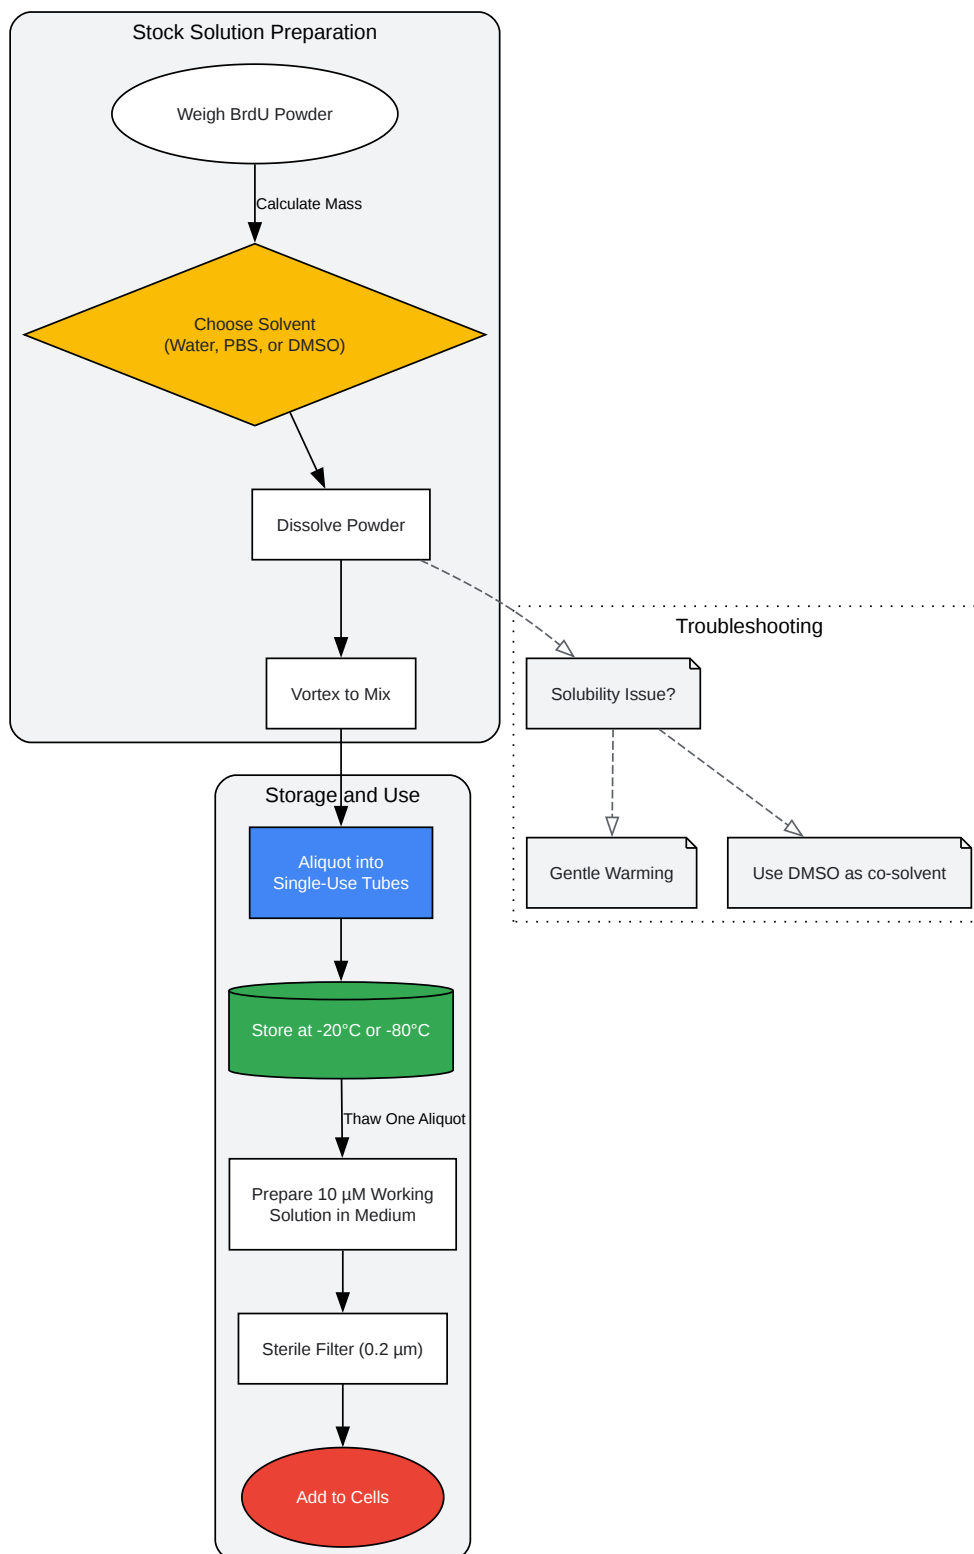 Stock Solution Preparation
Weigh BrdU Powder
Calculate Mass
Choose Solvent
(Water, PBS, or DMSO)
Dissolve Powder
Vortex to Mix
Troubleshooting
Solubility Issue?
Gentle Warming
Use DMSO as co-solvent
Storage and Use
Aliquot into
Single-Use Tubes
Store at -20°C or -80°C
Thaw One Aliquot
Prepare 10 µM Working
Solution in Medium
Sterile Filter (0.2 µm)
Add to Cells